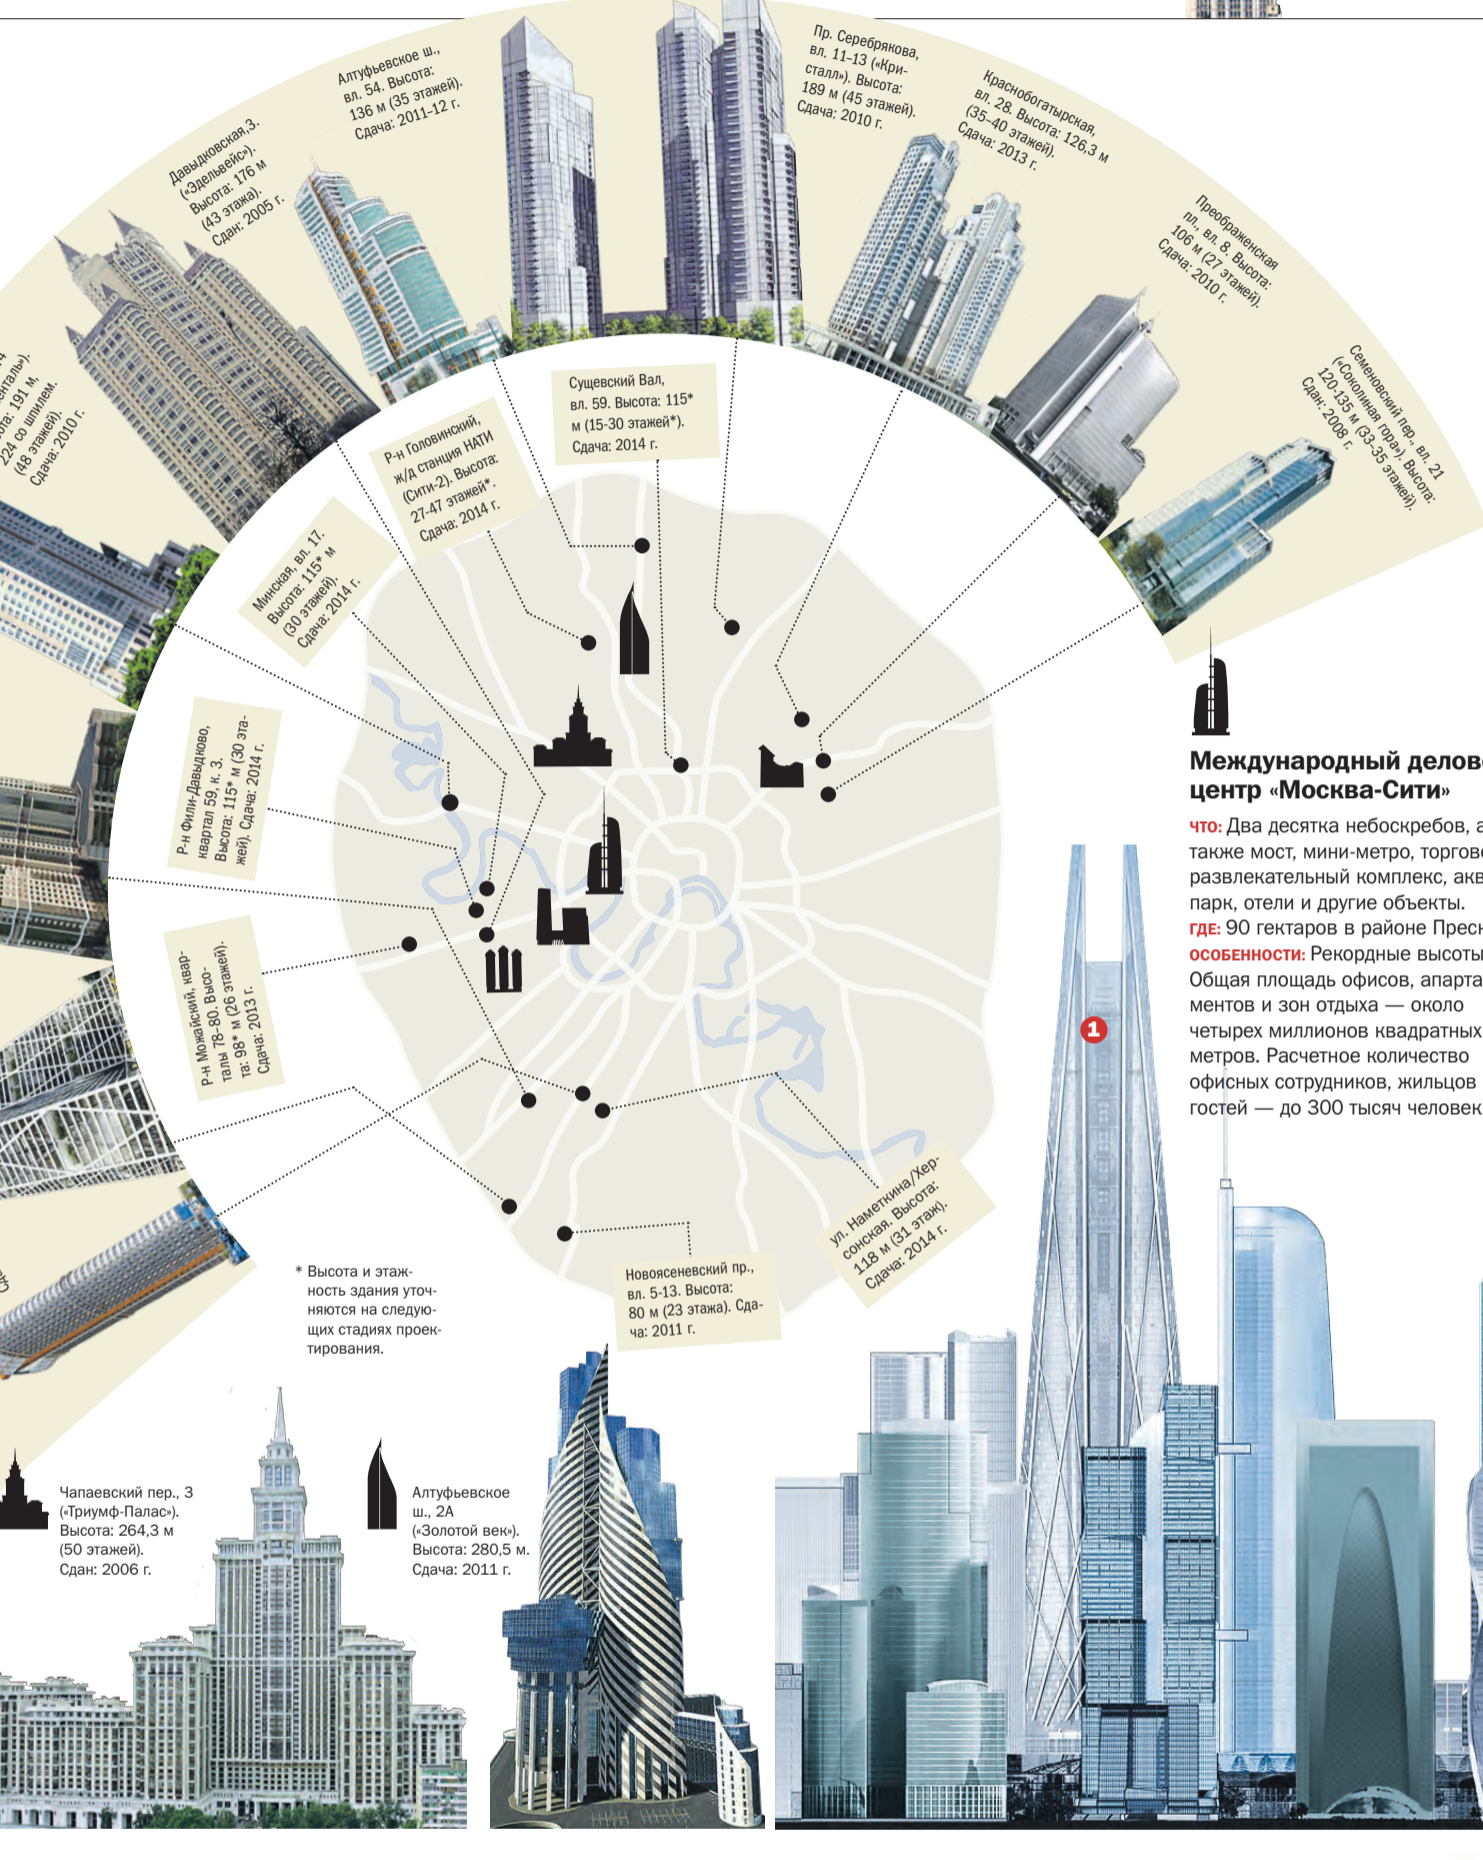 Алтуфьевское ш.,
вл. 54. Высота:
136 м (35 этажей).
Сдача: 2011–12 г.
Пр. Серебрякова,
вл. 11–13 («Кри-
сталл»). Высота:
189 м (45 этажей).
Сдача: 2010 г.
Краснобогатырская,
вл. 28. Высота: 126,3 м
(35–40 этажей).
Сдача: 2013 г.
Давыдковская,3.
(«Эдельвейс»).
Высота: 176 м
(43 этажа).
Сдан: 2005 г.
Преображенская
пл., вл. 8. Высота:
106 м (27 этажей).
Сдача: 2010 г.
Семеновский пер., вл. 21
(«Соколиная гора»). Высота:
120–135 м (33–35 этажей).
Сдан: 2008 г.
191 м,
224 со шпилем.
(48 этажей).
Сдача: 2010 г.
Сущевский Вал,
вл. 59. Высота: 115*
м (15-30 этажей*).
Сдача: 2014 г.
Р-н Головинский,
ж/д станция НАТИ
(Сити-2). Высота:
27-47 этажей*.
Сдача: 2014 г.
Минская, вл. 17.
Высота: 115* м
(30 этажей).
Сдача: 2014 г.
Р-н Фили-Давыдково,
квартал 59, к. 3.
Высота: 115* м (30 эта-
жей). Сдача: 2014 г.
Р-н Можайский, квар-
талы 78–80. Высо-
та: 98* м (26 этажей).
Сдача: 2013 г.
ул. Наметкина/Хер-
сонская. Высота:
118 м (31 этаж).
Сдача: 2014 г.
Новоясеневский пр.,
вл. 5-13. Высота:
80 м (23 этажа). Сда-
ча: 2011 г.
* Высота и этаж-
ность здания уточ-
няются на следую-
щих стадиях проек-
тирования.
Международный
центр «Москва-Сити»
что: Два десятка небоскребов,
также мост, мини-метро,
развлекательный комплекс,
парк, отели и другие объекты.
где: 90 гектаров в районе
особенности: Рекордные высоты
Общая площадь офисов, апарта
ментов и зон отдыха — около
четырех миллионов квадратных
метров. Расчетное количество
офисных сотрудников, жильцов
гостей — до 300 тысяч человек
1
Чапаевский пер., 3
(«Триумф-Палас»).
Высота: 264,3 м
(50 этажей).
Сдан: 2006 г.
Алтуфьевское
ш., 2А
(«Золотой век»).
Высота: 280,5 м.
Сдача: 2011 г.